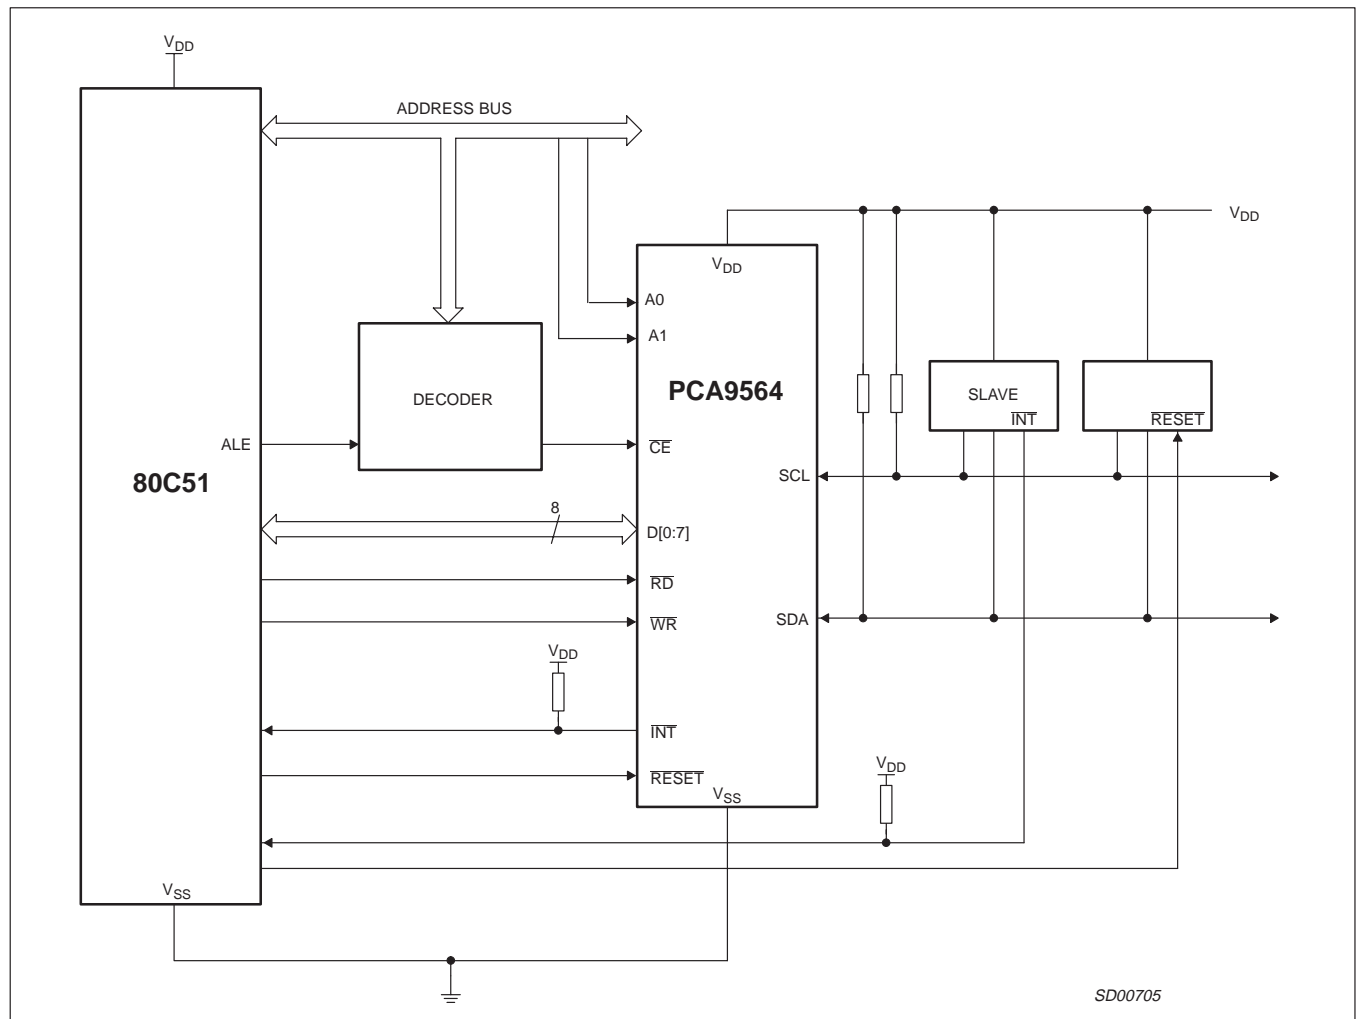 VDD
ADDRESS BUS
VDD
VDD
A0
A1
DECODER
PCA9564
SLAVE
INT
RESET
ALE
CE
80C51
SCL
8
D[0:7]
RD
WR
SDA
VDD
INT
RESET
VDD
VSS
VSS
SD00705